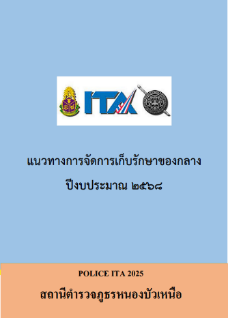 ITA
แนวทางการจัดการเก็บรักษาของกลาง
ปีงบประมาณ ๒๕๖๘
POLICE ITA 2025
สถานีตำรวจภูธรหนองบัวเหนือ